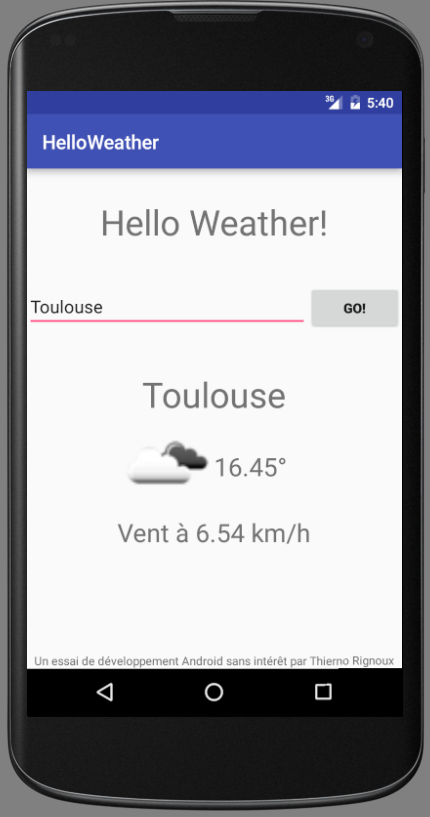 3G 5:40
HelloWeather
Hello Weather!
Toulouse GO!
Toulouse
16.45°
Vent à 6.54 km/h
Un essai de développement Android sans intérêt par Thierno Rignoux